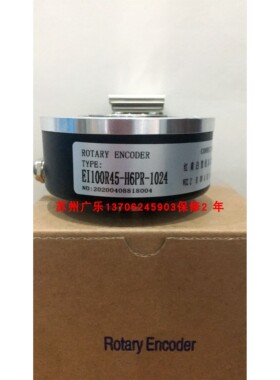 ROTARY ENCODER
TYPE:
EI100R45-H6PR-1024
NO:20200408818004
常州广乐13706245903保修2 年
Rotary Encoder